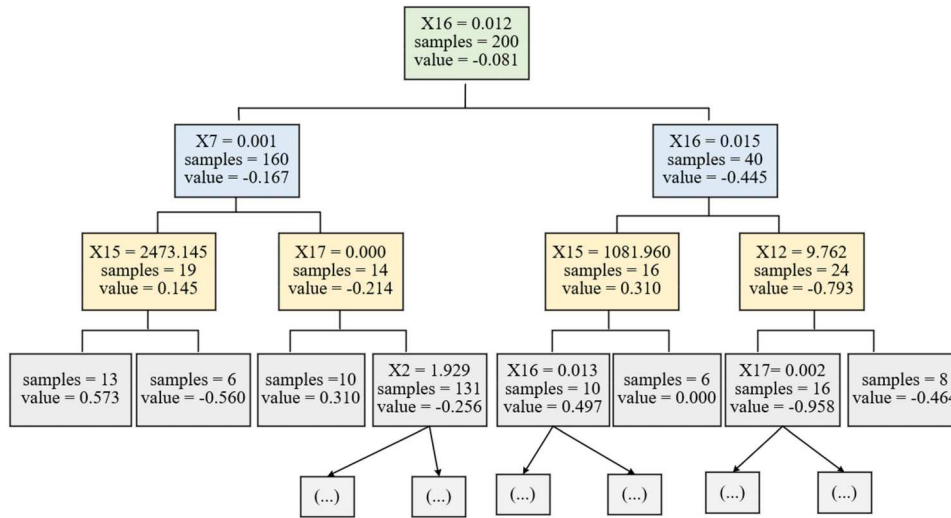 X16 = 0.012
samples = 200
value = -0.081
X7 = 0.001
samples = 160
value = -0.167
X16 = 0.015
samples = 40
value = -0.445
X15 = 2473.145
samples = 19
value = 0.145
X17 = 0.000
samples = 14
value = -0.214
X15 = 1081.960
samples = 16
value = 0.310
X12 = 9.762
samples = 24
value = -0.793
samples = 13
value = 0.573
samples = 6
value = -0.560
samples =10
value = 0.310
X2 = 1.929
samples = 131
value = -0.256
X16 = 0.013
samples = 10
value = 0.497
samples = 6
value = 0.000
X17= 0.002
samples = 16
value = -0.958
samples = 8
value = -0.464
(...)
(...)
(...)
(...)
(...)
(...)